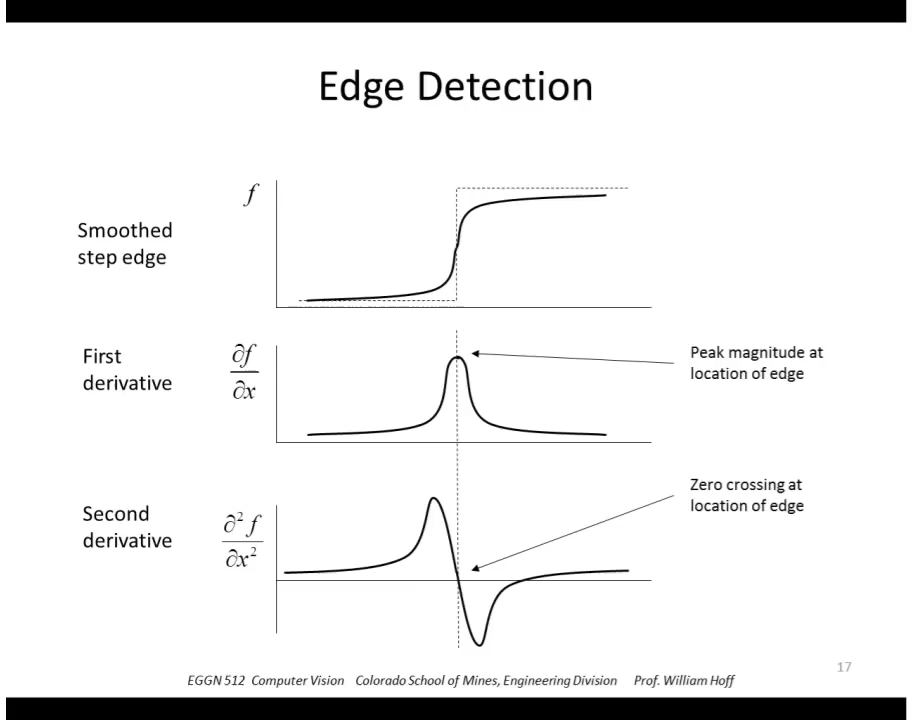 Edge Detection
f
Smoothed
step edge
First
derivative
∂f
∂x
Peak magnitude at
location of edge
Second
derivative
∂²f
∂x²
Zero crossing at
location of edge
17
EGGN 512 Computer Vision Colorado School of Mines, Engineering Division Prof. William Hoff